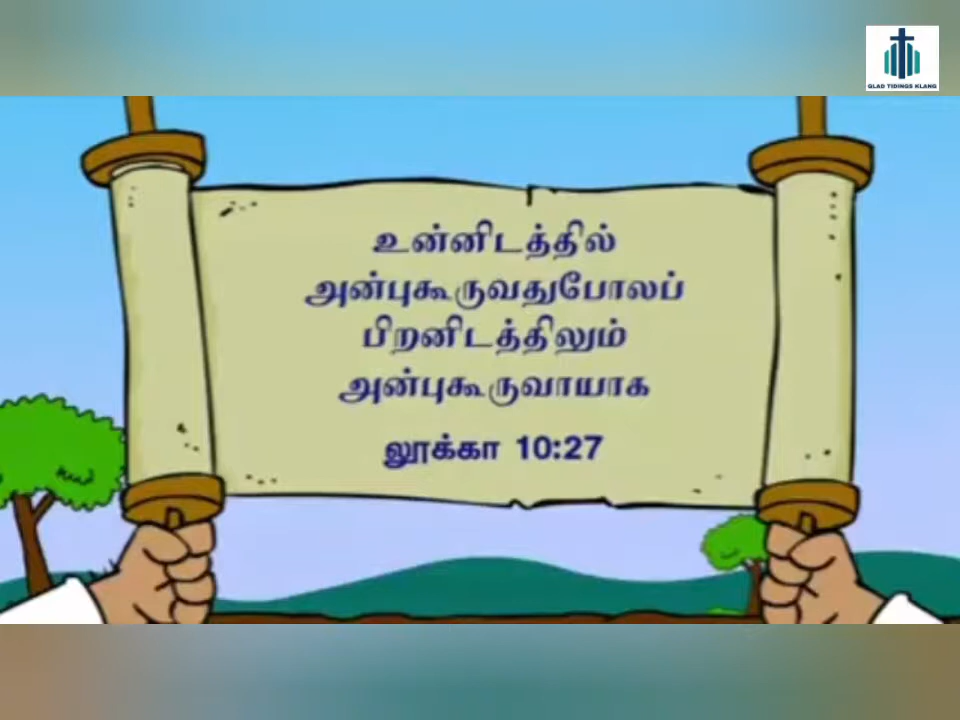 GLAD TIDINGS KLANG
உன்னிடத்தில்
அன்புகூருவதுபோலப்
பிறனிடத்திலும்
அன்புகூருவாயாக
லூக்கா 10:27